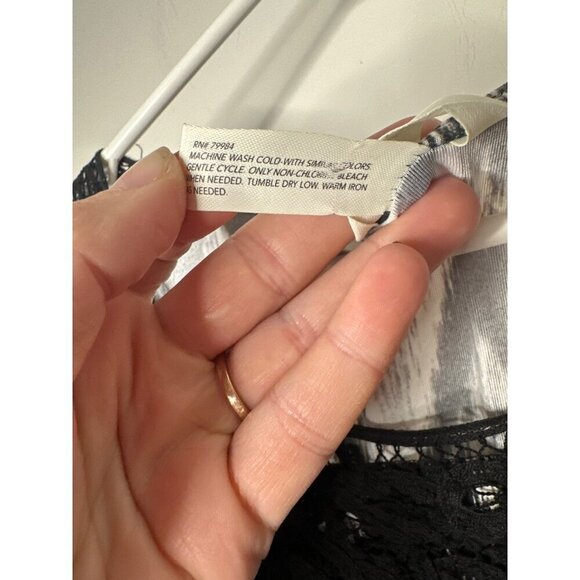 RN# 79984
MACHINE WASH COLD WITH SIMILAR COLORS
GENTLE CYCLE. ONLY NON-CHLORINE BLEACH
WHEN NEEDED. TUMBLE DRY LOW. WARM IRON
IS NEEDED.